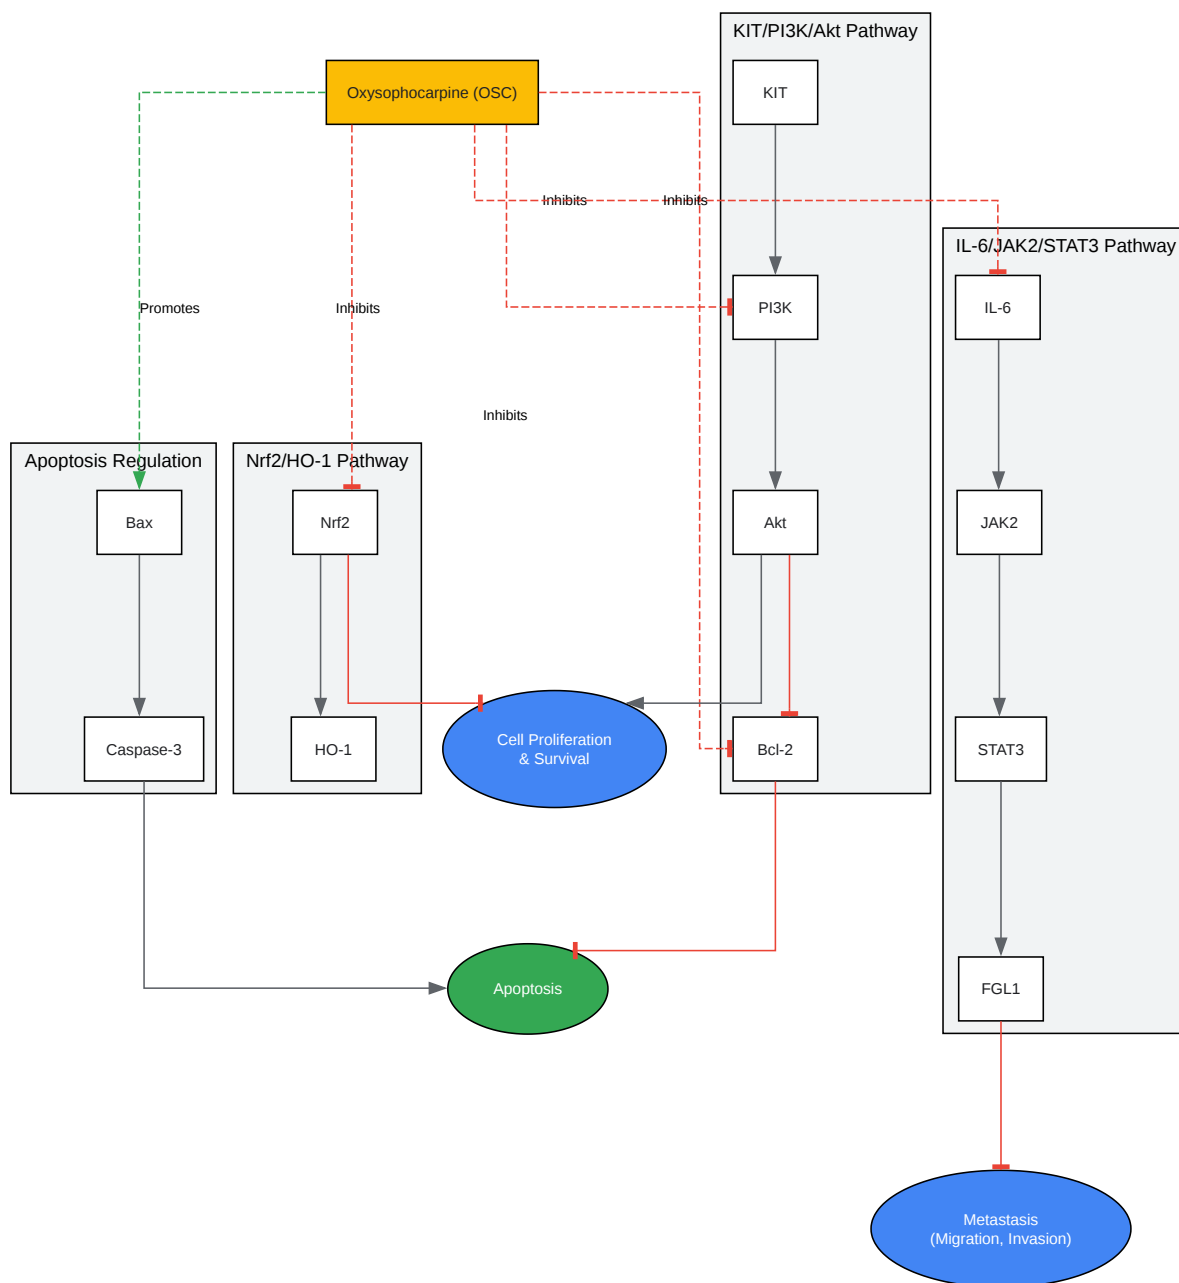 KIT/PI3K/Akt Pathway
Oxysophocarpine (OSC)
KIT
Inhibits
Inhibits
IL-6/JAK2/STAT3 Pathway
Promotes
Inhibits
PI3K
IL-6
Inhibits
Apoptosis Regulation
Nrf2/HO-1 Pathway
Bax
Nrf2
Akt
JAK2
Caspase-3
HO-1
Cell Proliferation
& Survival
Bcl-2
STAT3
Apoptosis
FGL1
Metastasis
(Migration, Invasion)